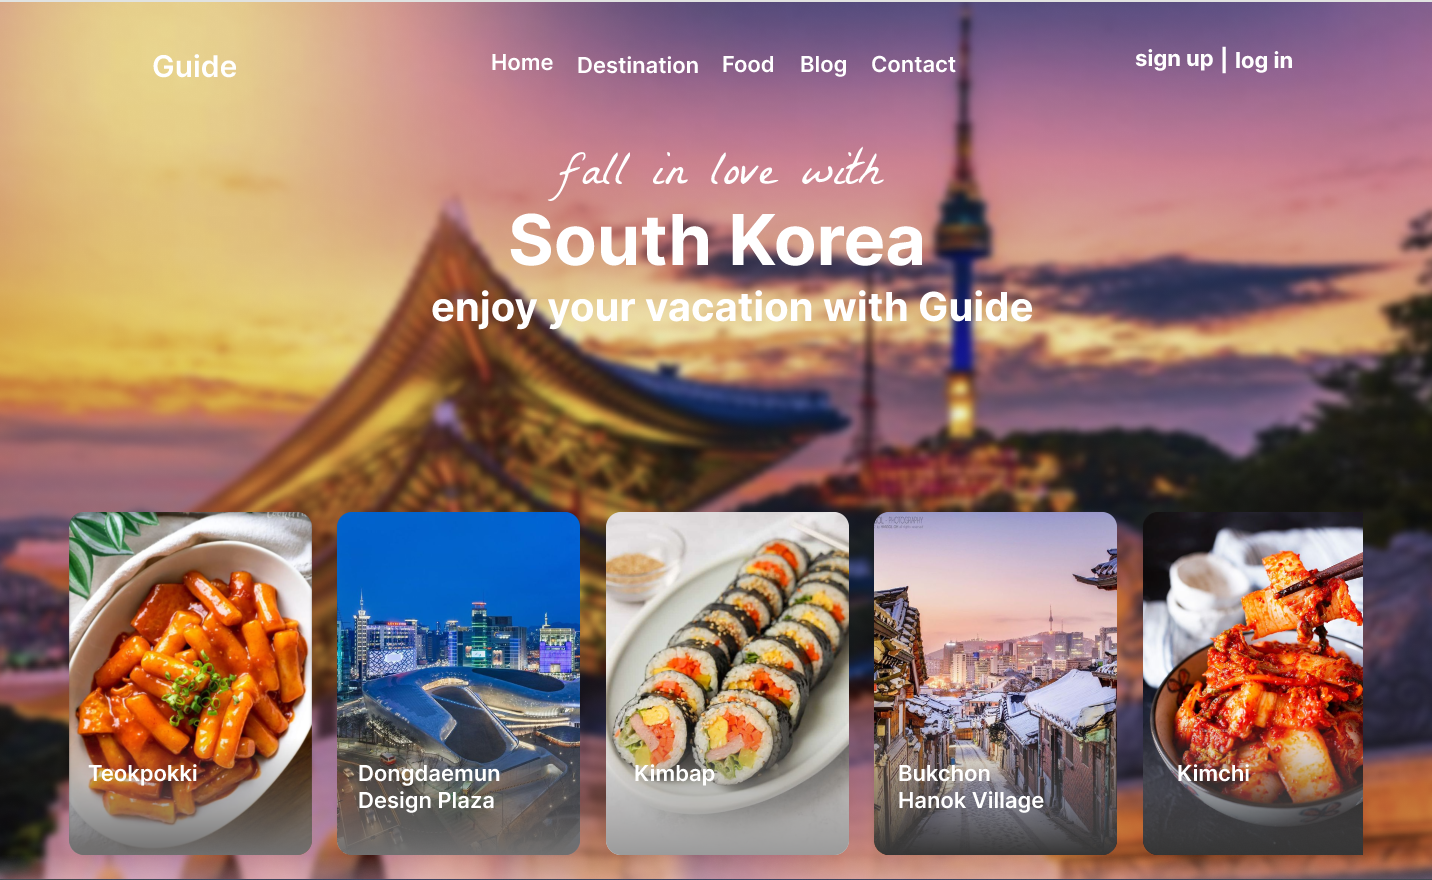 Guide
Home Destination Food Blog Contact
sign up | log in
fall in love with
South Korea
enjoy your vacation with Guide
Teokpokki
Dongdaemun
Design Plaza
Kimbap
Bukchon
Hanok Village
Kimchi